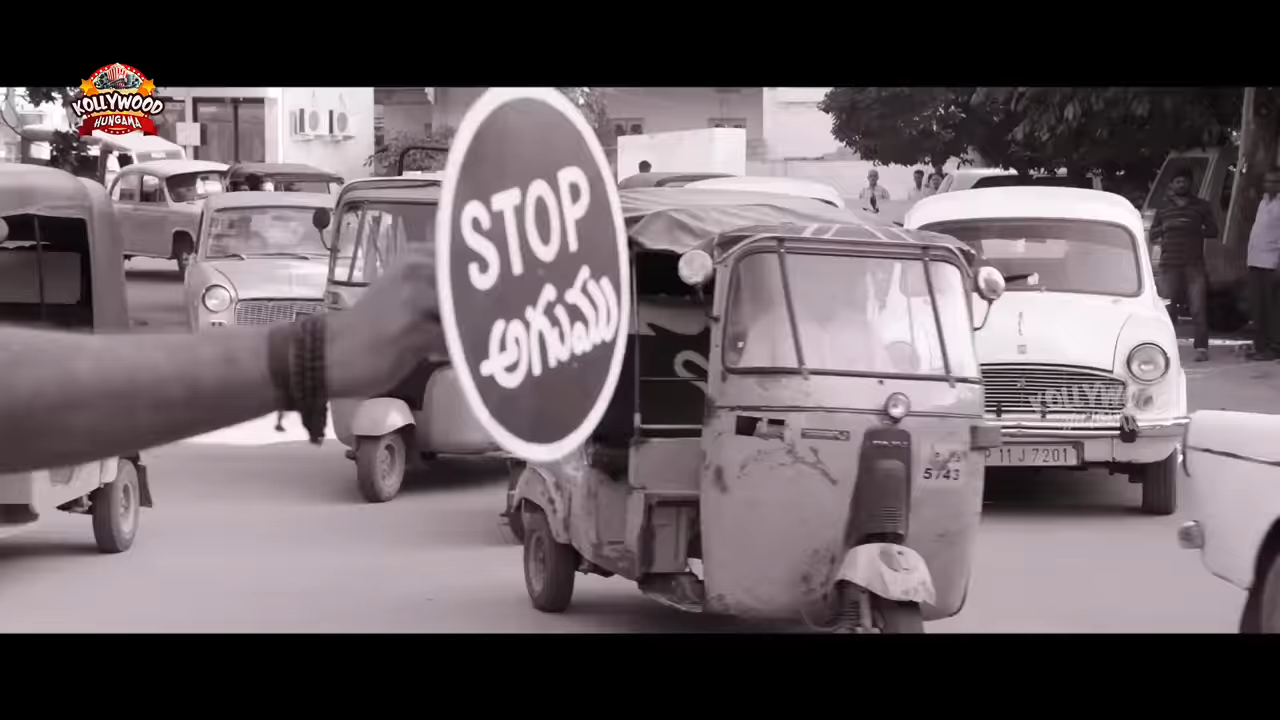 KOLLYWOOD
HUNGAMA
STOP
ఆగుము
P 11 J 7201
5743